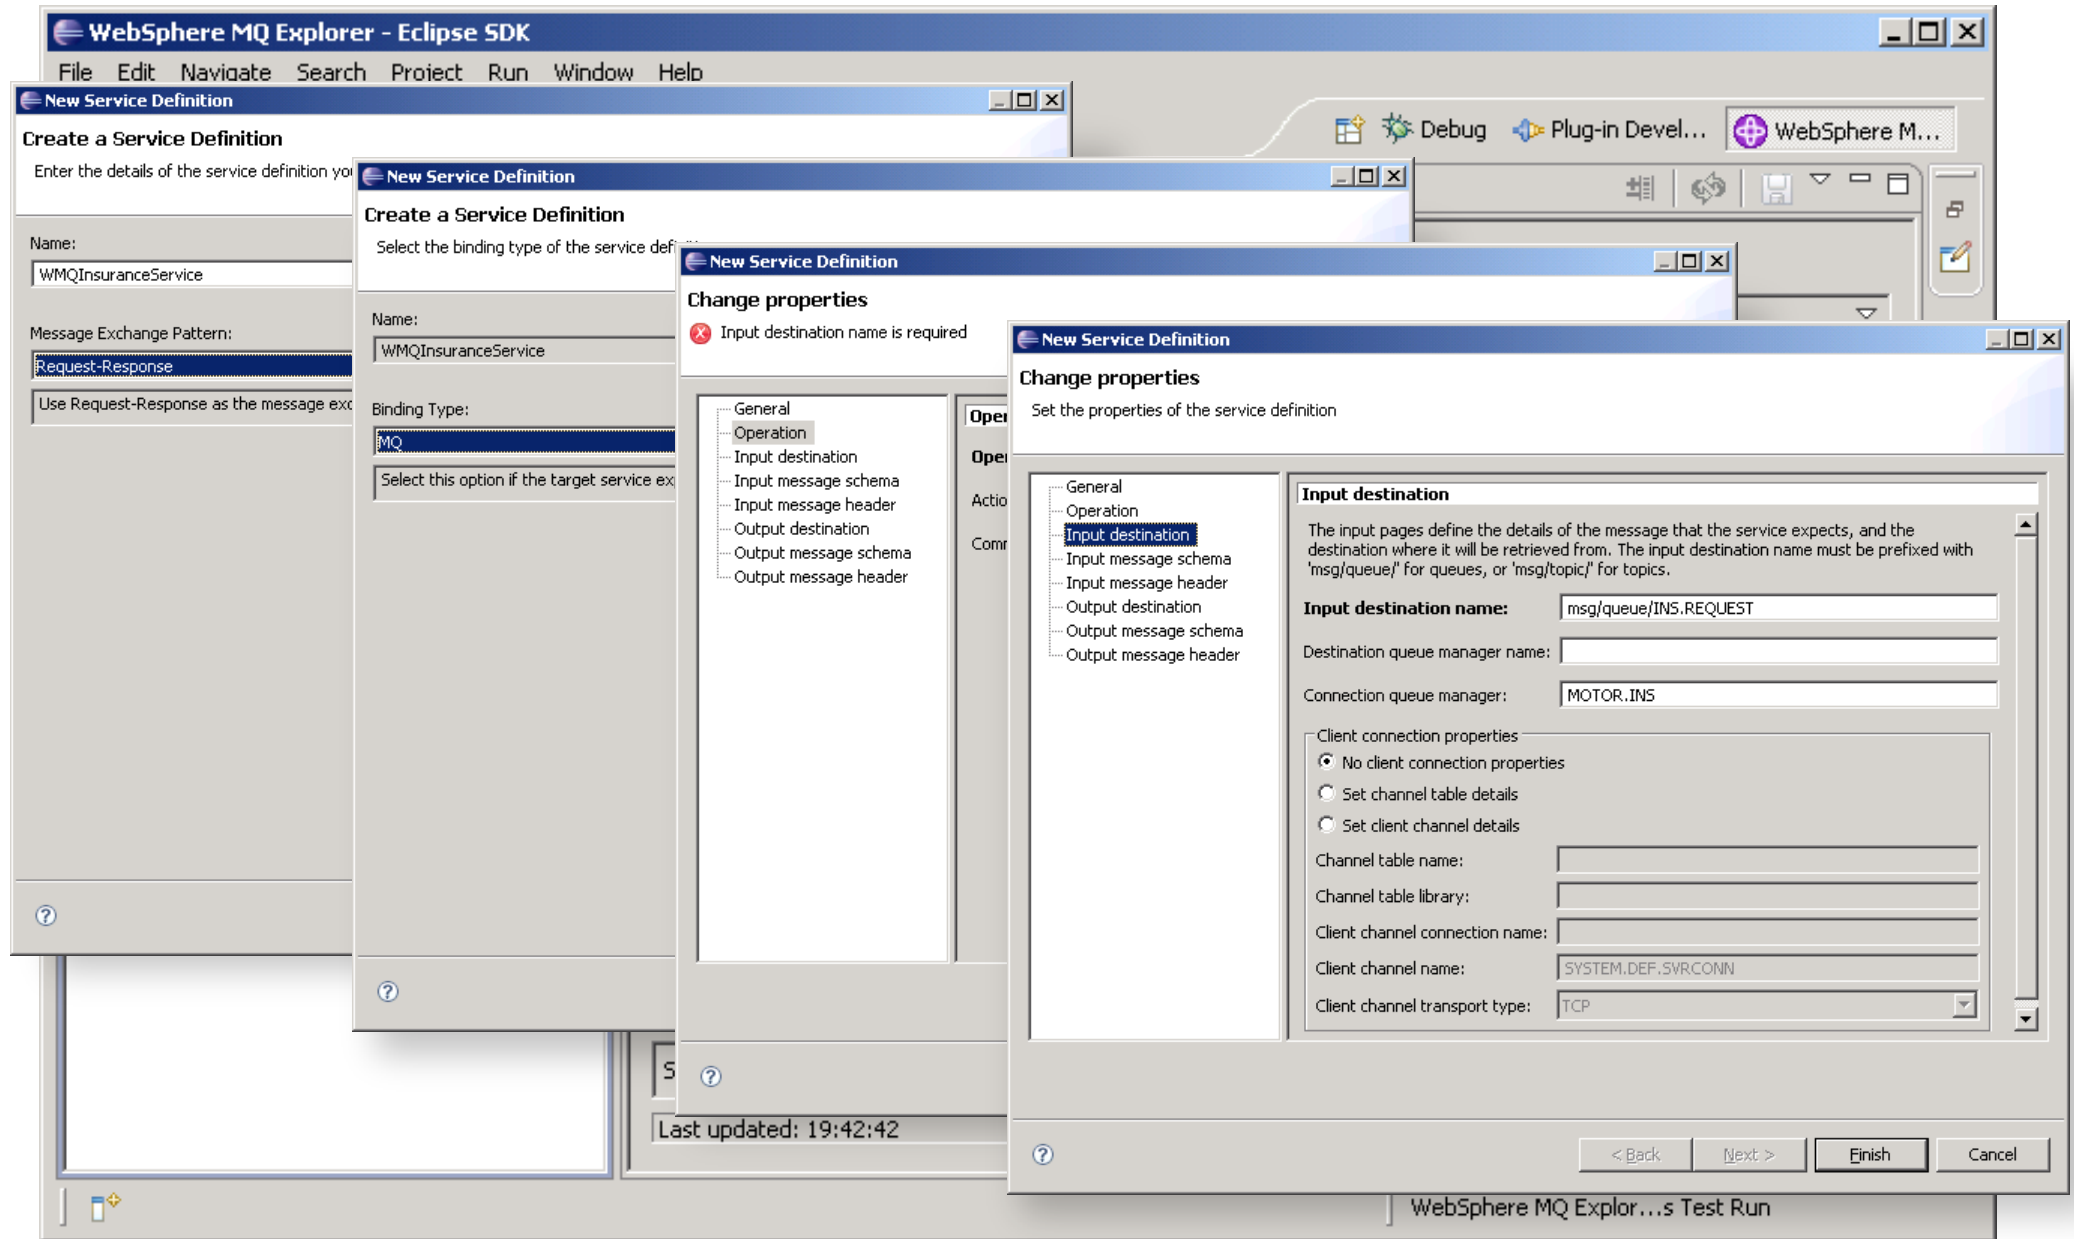 WebSphere MQ Explorer - Eclipse SDK
File Edit Navigate Search Project Run Window Help
Debug
Plug-in Devel...
WebSphere M...
New Service Definition
Create a Service Definition
Enter the details of the service definition
Name:
WMQInsuranceService
Message Exchange Pattern:
Request-Response
Use Request-Response as the message
New Service Definition
Create a Service Definition
Select the binding type of the service
Name:
WMQInsuranceService
Binding Type:
MQ
Select this option if the target service
New Service Definition
Change properties
Input destination name is required
General
Operation
Input destination
Input message schema
Input message header
Output destination
Output message schema
Output message header
New Service Definition
Change properties
Set the properties of the service definition
General
Operation
Input destination
Input message schema
Input message header
Output destination
Output message schema
Output message header
Input destination
The input pages define the details of the message that the service expects, and the
destination where it will be retrieved from. The input destination name must be prefixed with
'msg/queue/' for queues, or 'msg/topic/' for topics.
Input destination name: msg/queue/INS.REQUEST
Destination queue manager name:
Connection queue manager: MOTOR.INS
Client connection properties
No client connection properties
Set channel table details
Set client channel details
Channel table name:
Channel table library:
Client channel connection name:
Client channel name: SYSTEM.DEF.SVRCONN
Client channel transport type: TCP
< Back Next > Finish Cancel
Last updated: 19:42:42
WebSphere MQ Explor...s Test Run